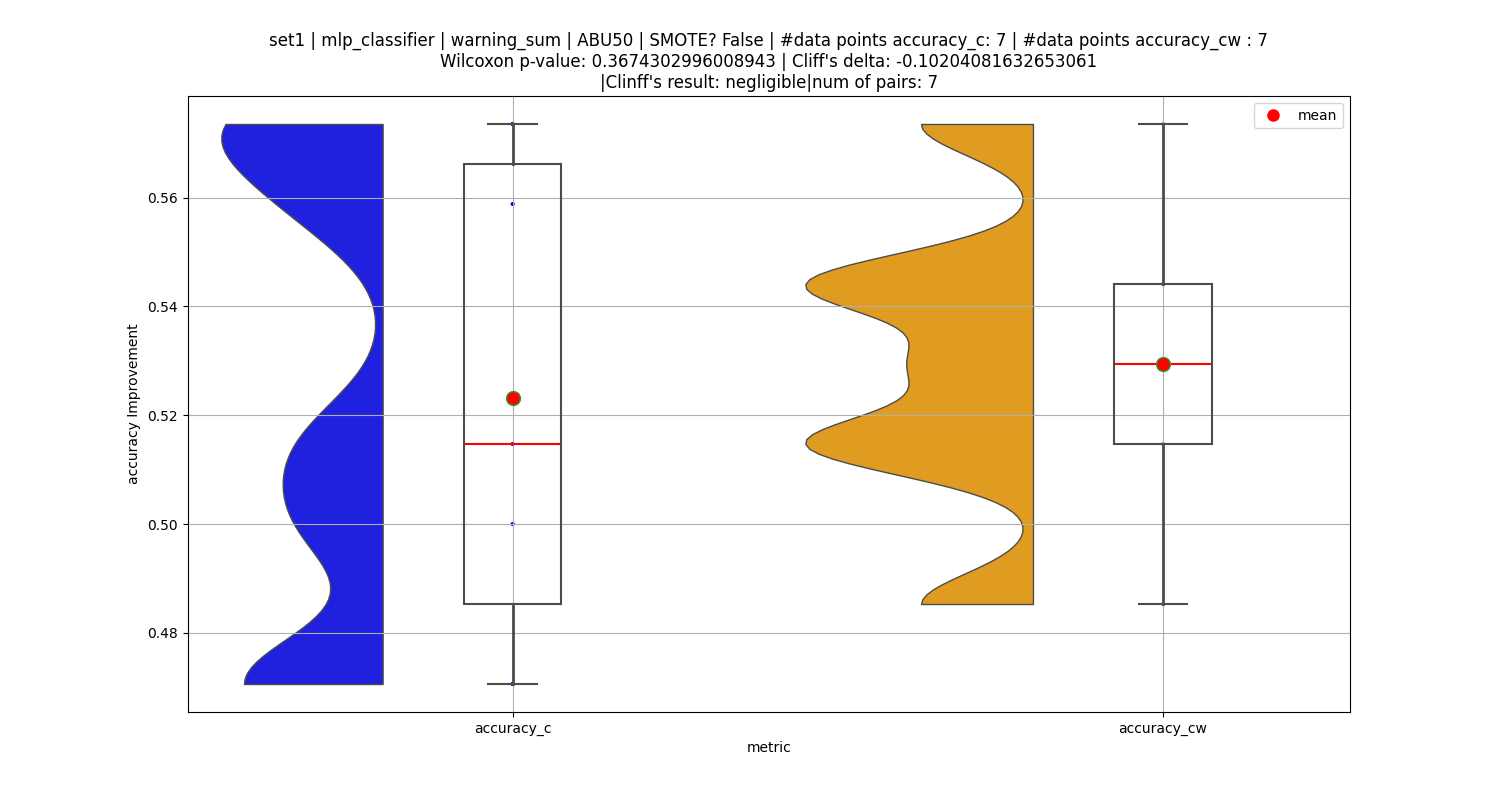 set1 | mlp_classifier | warning_sum | ABU50 | SMOTE? False | #data points accuracy_c: 7 | #data points accuracy_cw : 7
Wilcoxon p-value: 0.3674302996008943 | Cliff's delta: -0.10204081632653061
|Clinff's result: negligible|num of pairs: 7
mean
0.56
0.54
0.52
0.50
0.48
accuracy Improvement
accuracy_c
accuracy_cw
metric